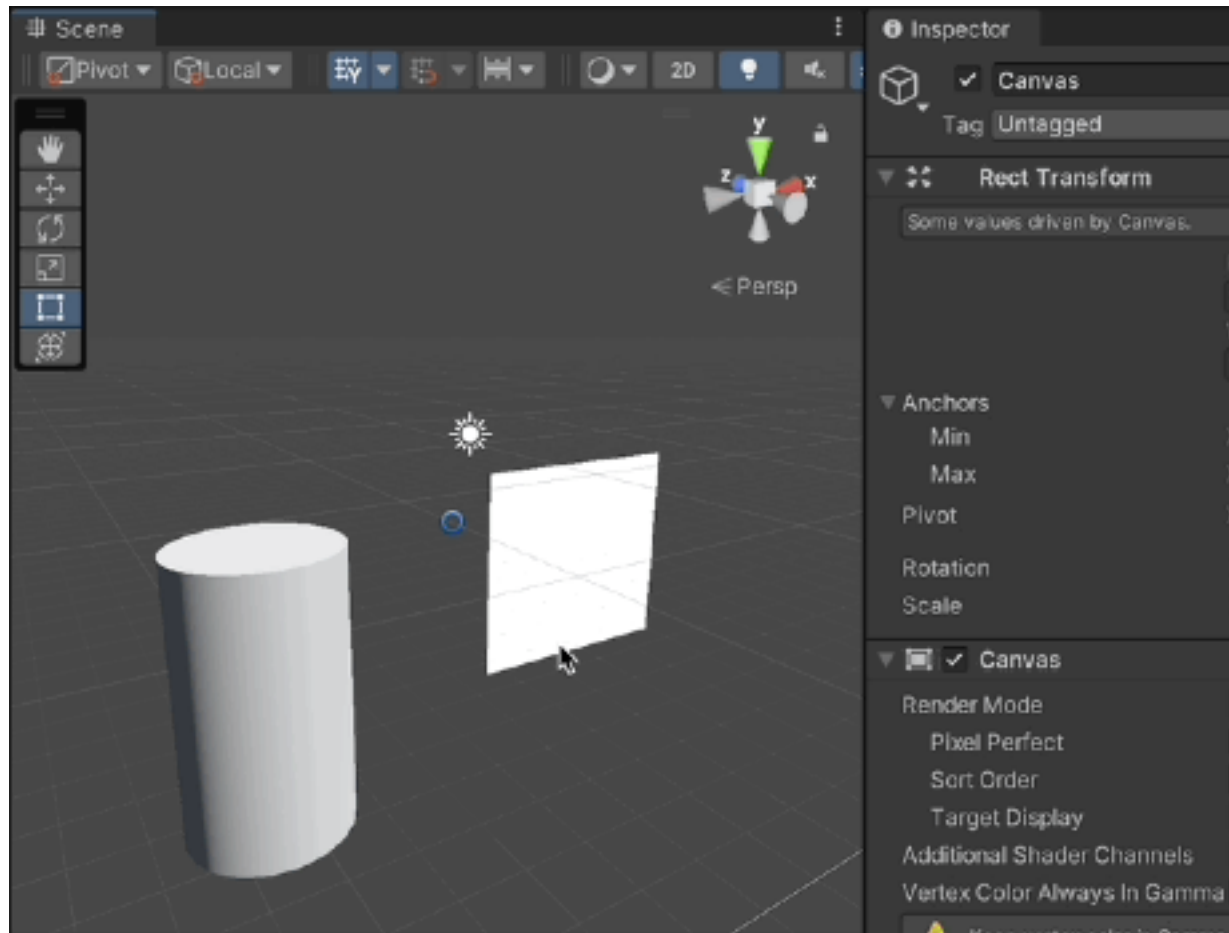 Scene
Pivot
Local
2D
y
z
x
Persp
Inspector
Canvas
Tag Untagged
Rect Transform
Some values driven by Canvas.
Anchors
Min
Max
Pivot
Rotation
Scale
Canvas
Render Mode
Pixel Perfect
Sort Order
Target Display
Additional Shader Channels
Vertex Color Always In Gamma